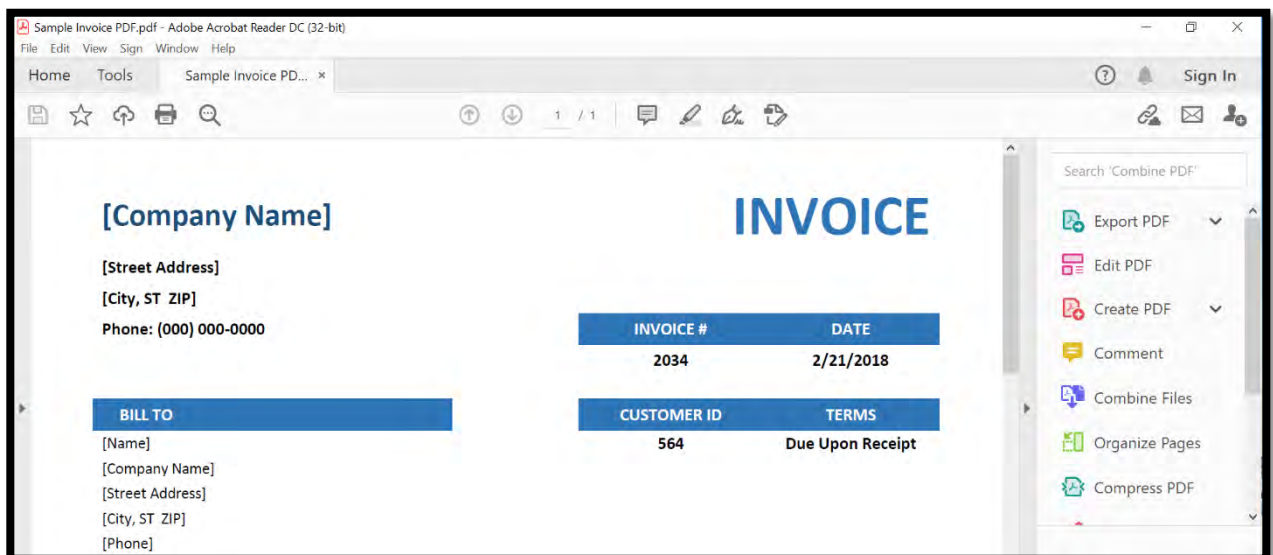 Sample Invoice PDF.pdf - Adobe Acrobat Reader DC (32-bit)
File Edit View Sign Window Help
Home Tools Sample Invoice PD... × Sign In
1 / 1
Search 'Combine PDF'
[Company Name] INVOICE
[Street Address]
[City, ST ZIP]
Phone: (000) 000-0000
INVOICE # DATE
2034 2/21/2018
BILL TO
CUSTOMER ID TERMS
564 Due Upon Receipt
[Name]
[Company Name]
[Street Address]
[City, ST ZIP]
[Phone]
Export PDF
Edit PDF
Create PDF
Comment
Combine Files
Organize Pages
Compress PDF